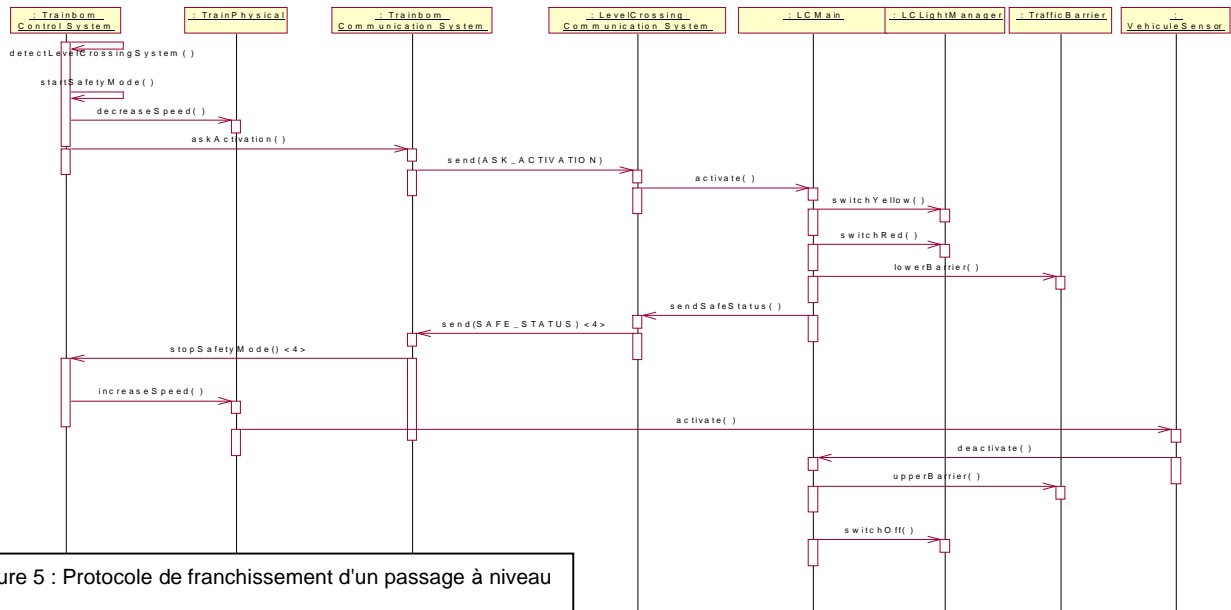 : Trainbom
Control System
: TrainPhysical
: Trainbom
Communication System
: LevelCrossing
Communication System
: LCMain
: LCLightManager
: TrafficBarrier
:
VehiculeSensor
detectLevelCrossingSystem( )
startSafetyMode( )
decreaseSpeed( )
askActivation( )
send(ASK_ACTIVATION)
activate( )
switchYellow( )
switchRed( )
lowerBarrier( )
sendSafeStatus( )
send(SAFE_STATUS) <4>
stopSafetyMode() <4>
increaseSpeed( )
activate( )
deactivate( )
upperBarrier( )
switchOff( )
ure 5 : Protocole de franchissement d'un passage à niveau